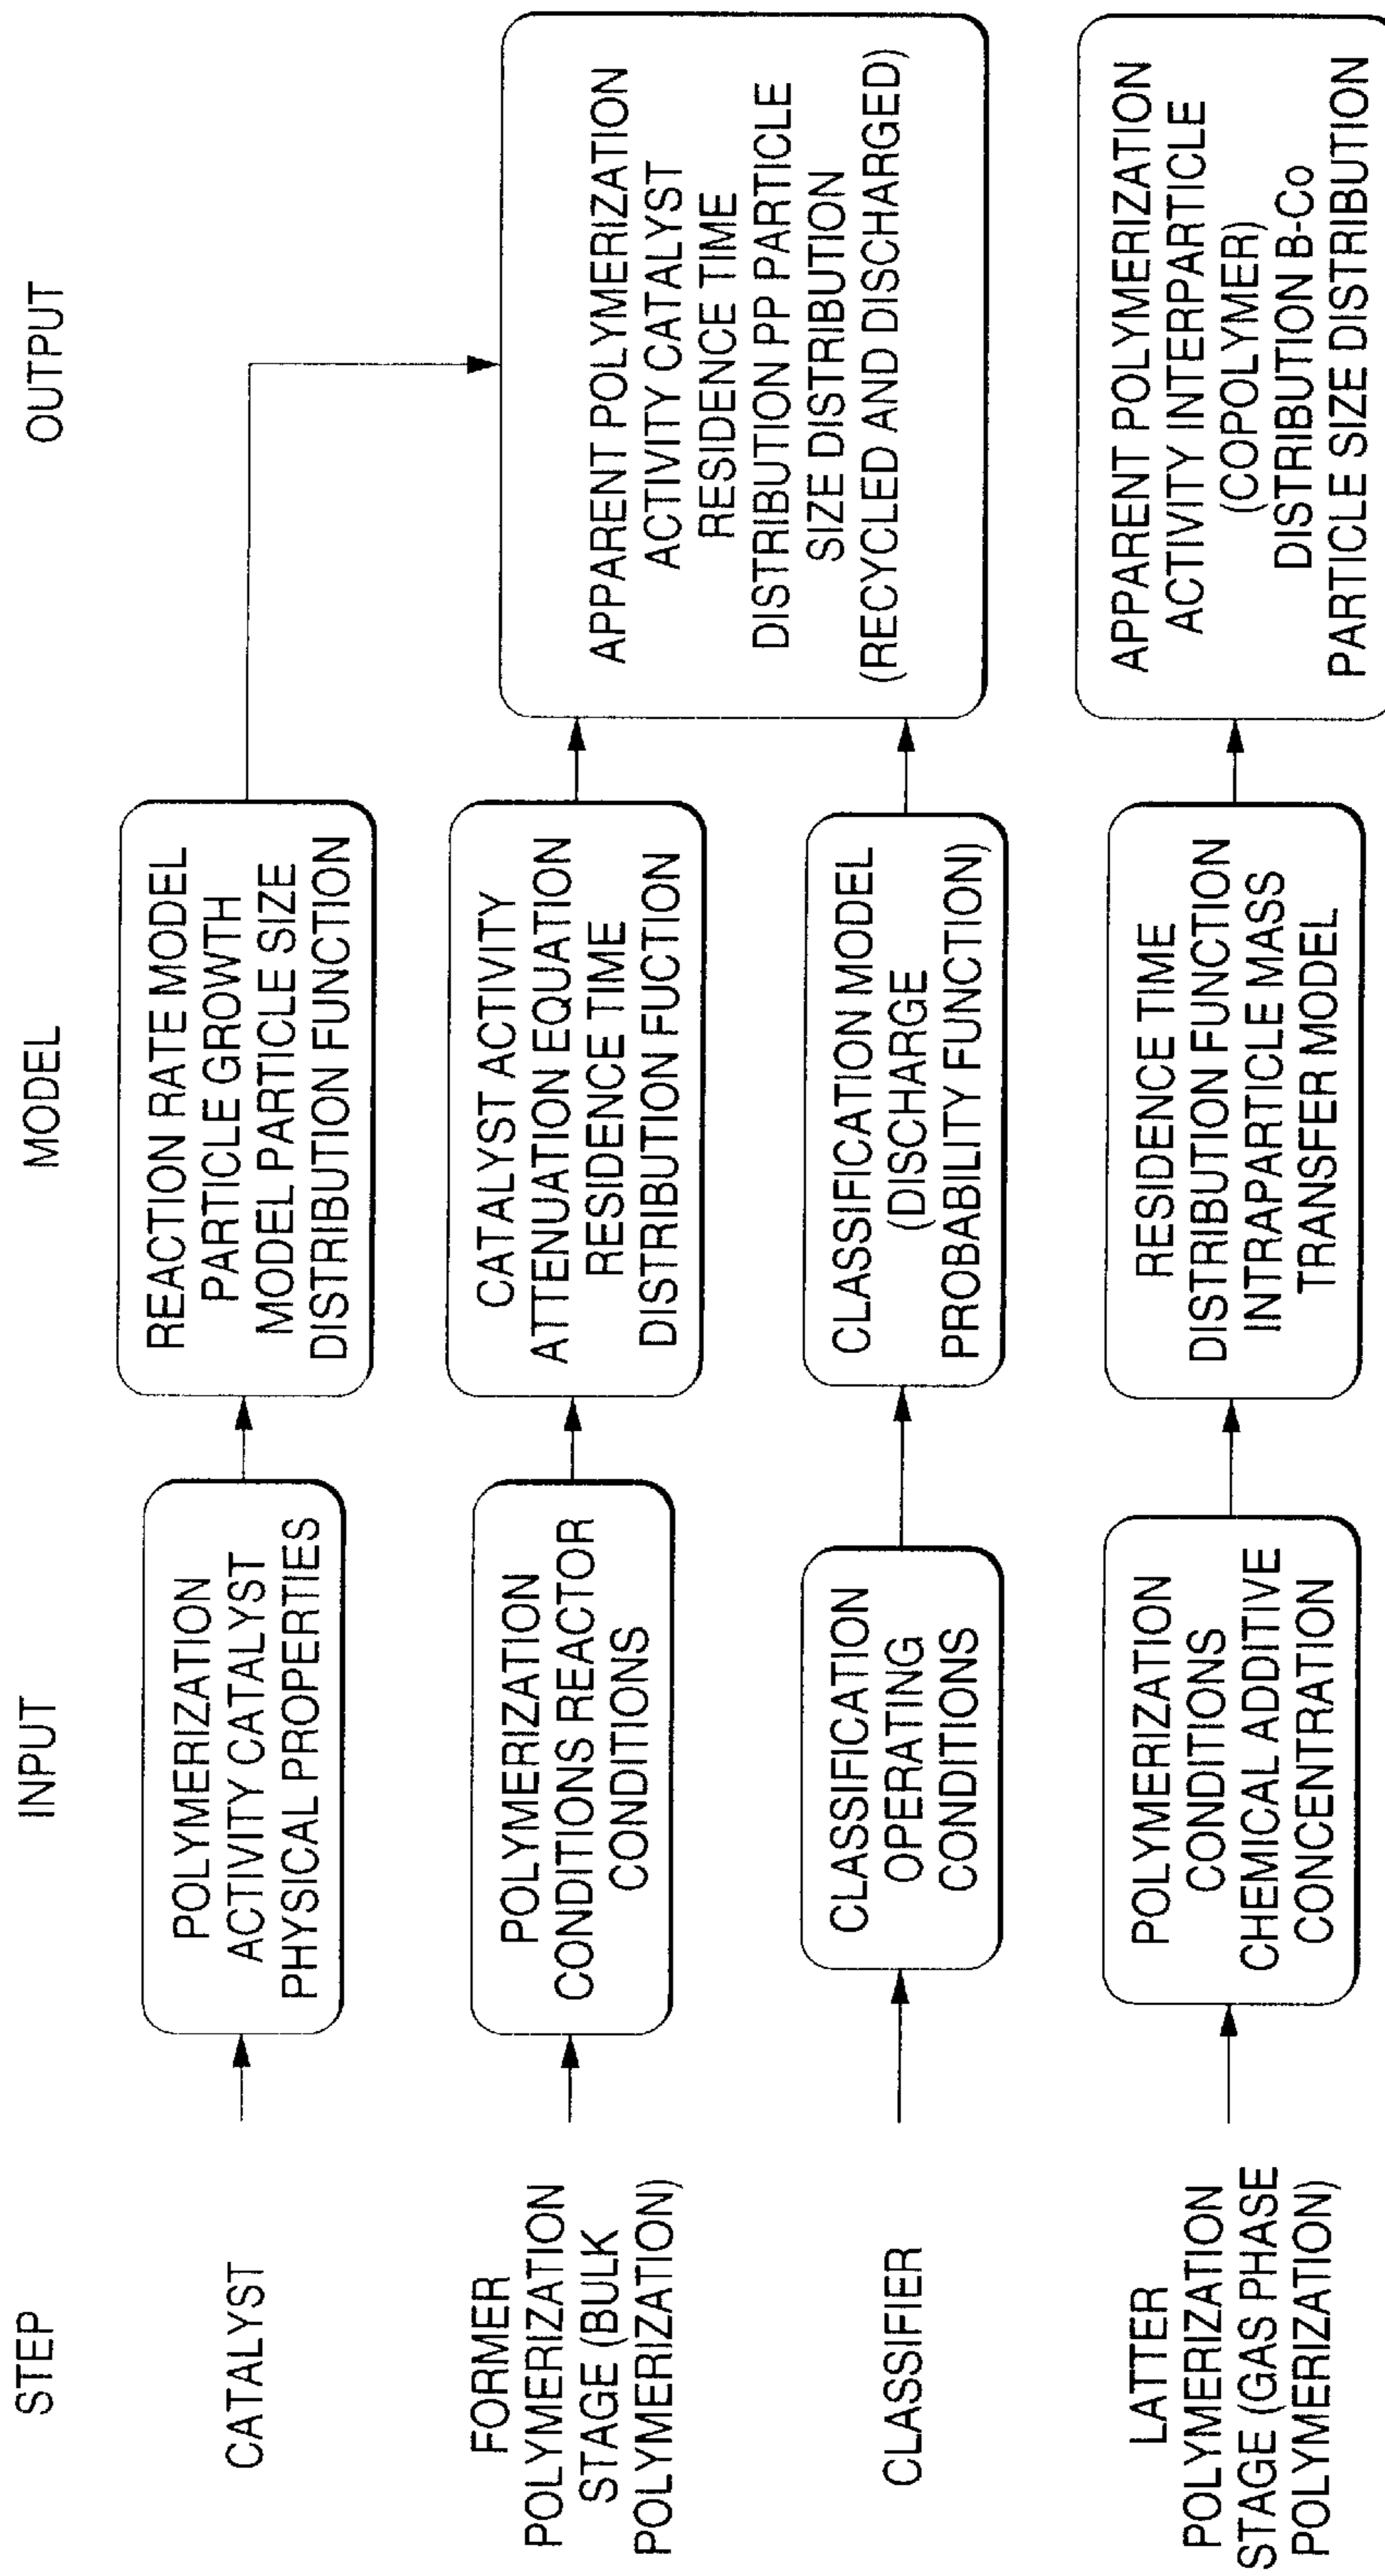 STEP
INPUT
MODEL
OUTPUT
CATALYST
POLYMERIZATION
ACTIVITY CATALYST
PHYSICAL PROPERTIES
REACTION RATE MODEL
PARTICLE GROWTH
MODEL PARTICLE SIZE
DISTRIBUTION FUNCTION
FORMER
POLYMERIZATION
STAGE (BULK
POLYMERIZATION)
POLYMERIZATION
CONDITIONS REACTOR
CONDITIONS
CATALYST ACTIVITY
ATTENUATION EQUATION
RESIDENCE TIME
DISTRIBUTION FUCTION
APPARENT POLYMERIZATION
ACTIVITY CATALYST
RESIDENCE TIME
DISTRIBUTION PP PARTICLE
SIZE DISTRIBUTION
(RECYCLED AND DISCHARGED)
CLASSIFIER
CLASSIFICATION
OPERATING
CONDITIONS
CLASSIFICATION MODEL
(DISCHARGE
PROBABILITY FUNCTION)
LATTER
POLYMERIZATION
STAGE (GAS PHASE
POLYMERIZATION)
POLYMERIZATION
CONDITIONS
CHEMICAL ADDITIVE
CONCENTRATION
RESIDENCE TIME
DISTRIBUTION FUNCTION
INTRAPARTICLE MASS
TRANSFER MODEL
APPARENT POLYMERIZATION
ACTIVITY INTERPARTICLE
(COPOLYMER)
DISTRIBUTION B-Co
PARTICLE SIZE DISTRIBUTION